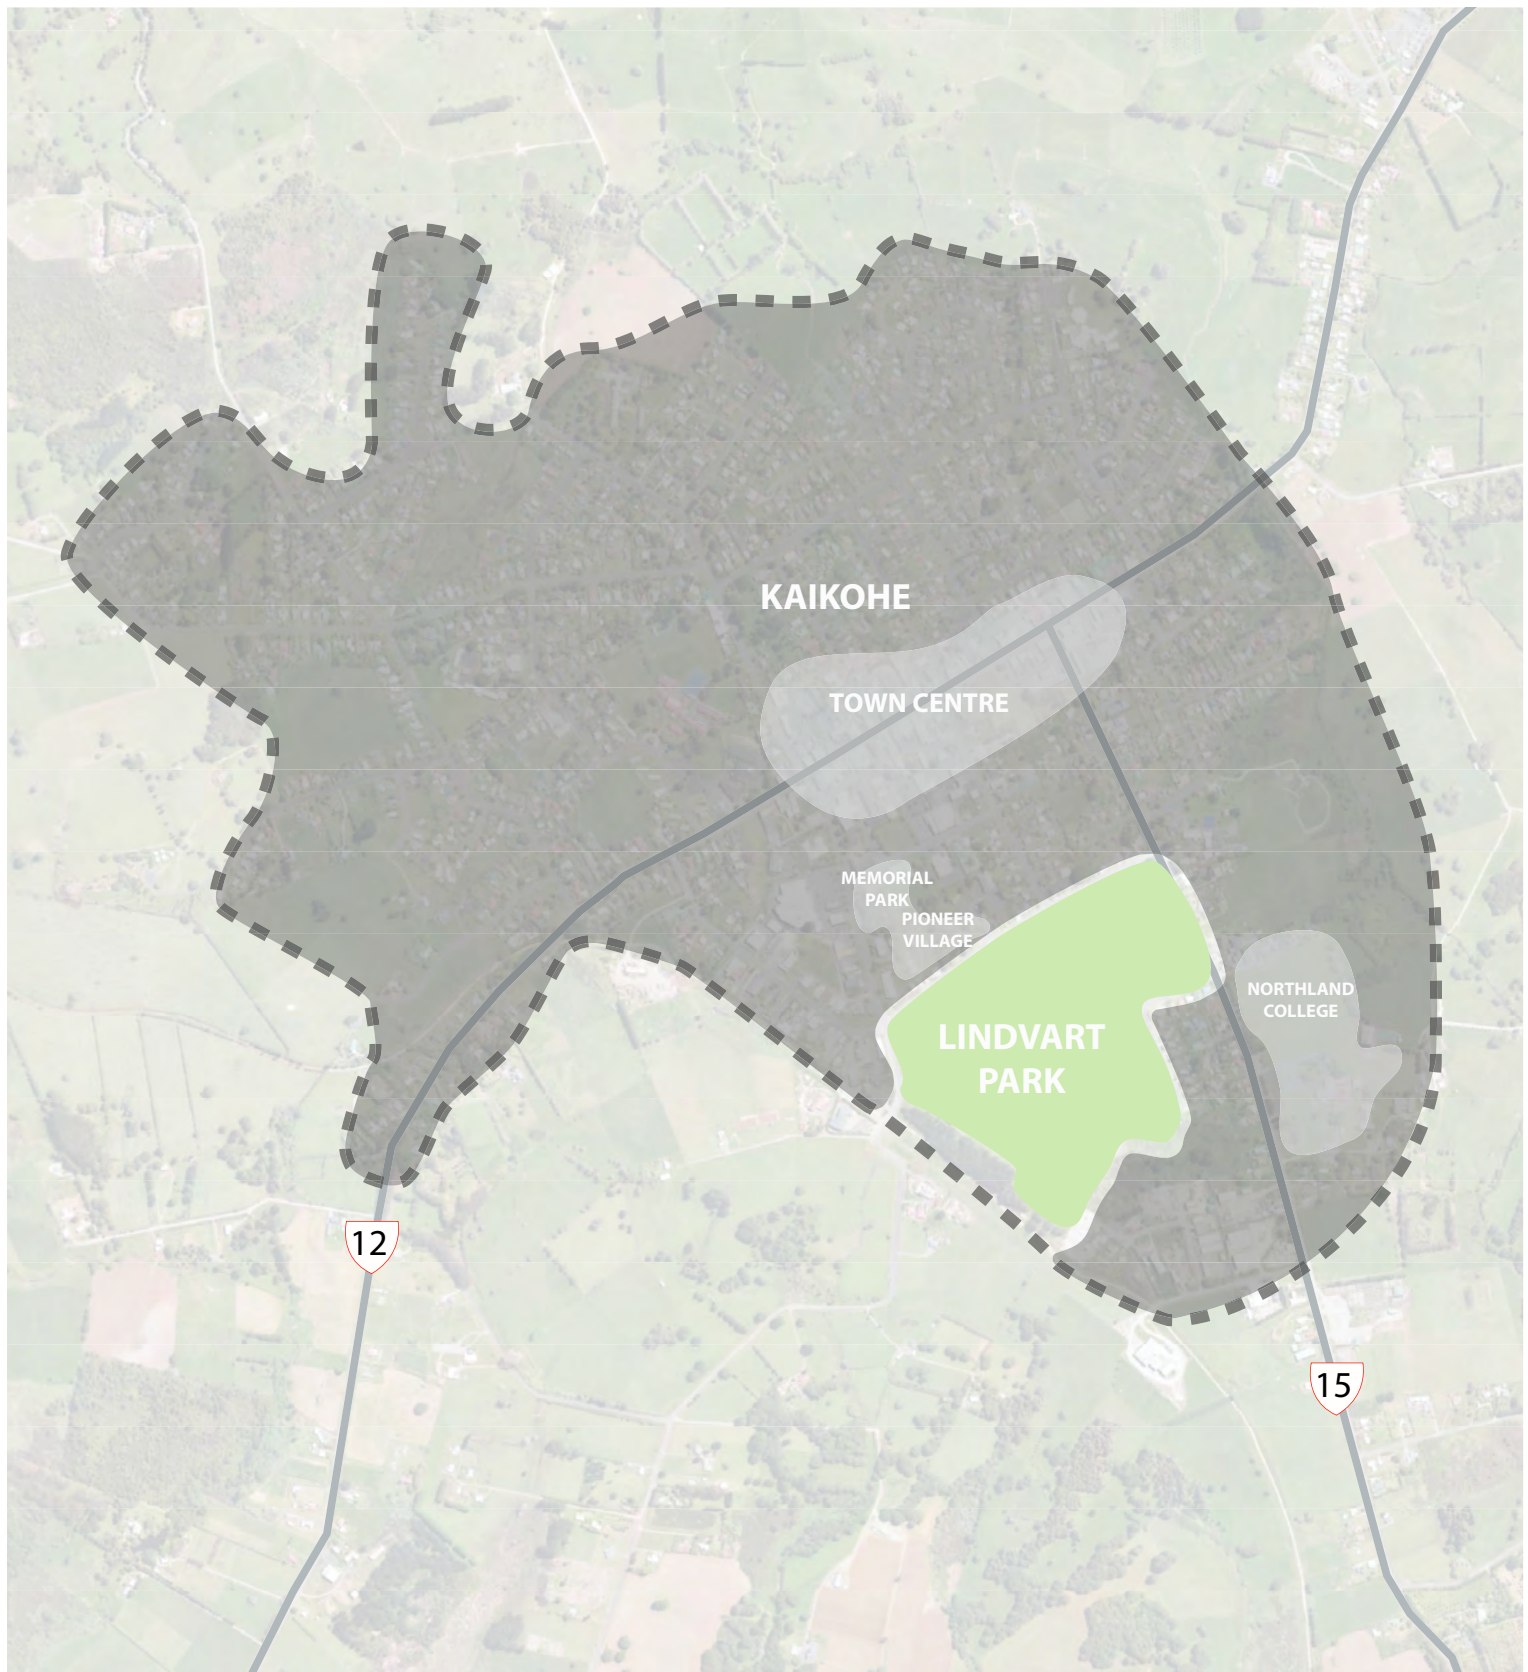 KAIKOHE
TOWN CENTRE
MEMORIAL
PARK
PIONEER
VILLAGE
NORTHLAND
COLLEGE
LINDVART
PARK
12
15